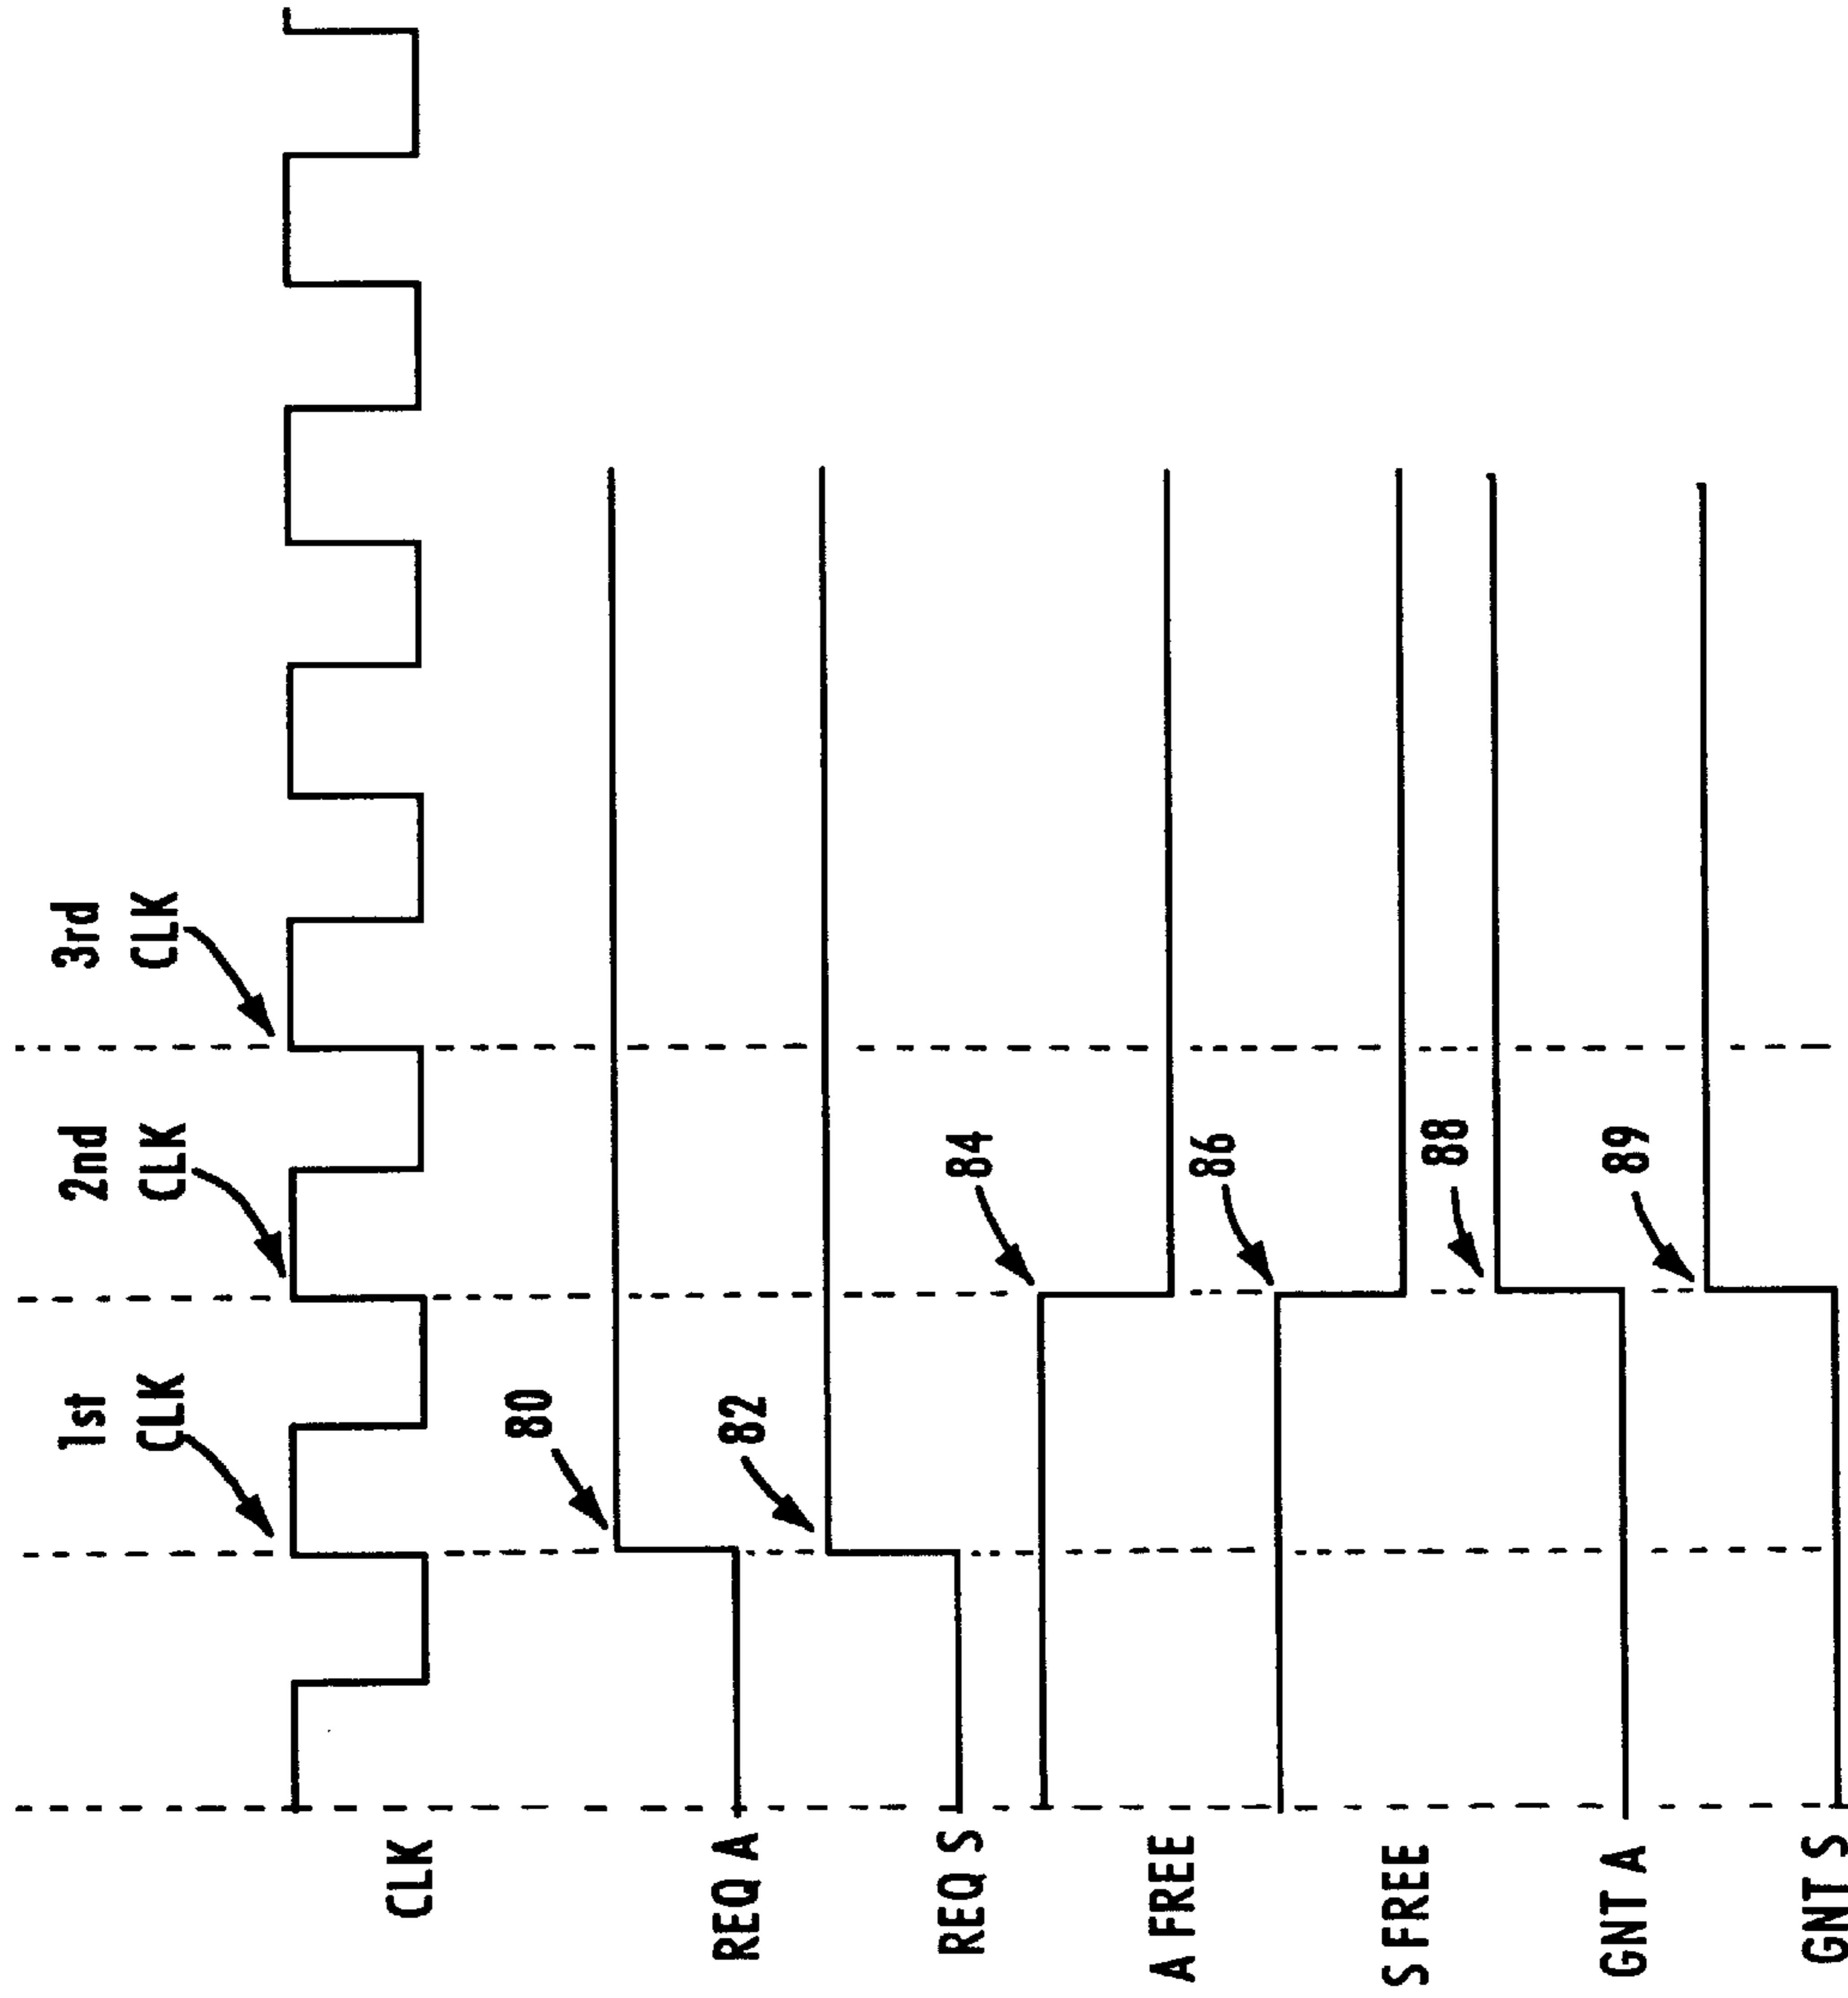 1st
CLK
2nd
CLK
3rd
CLK
CLK
80
REQ A
82
REQ S
84
A FREE
86
S FREE
88
GNT A
89
GNT S